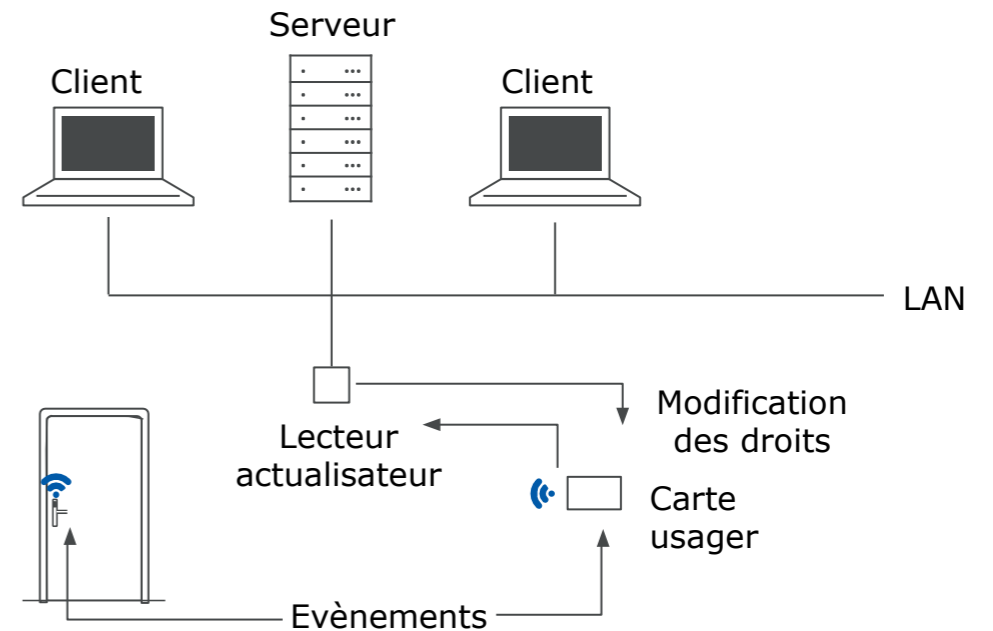 Serveur
Client
Client
LAN
Modification
des droits
Lecteur
actualisateur
Carte
usager
Evènements